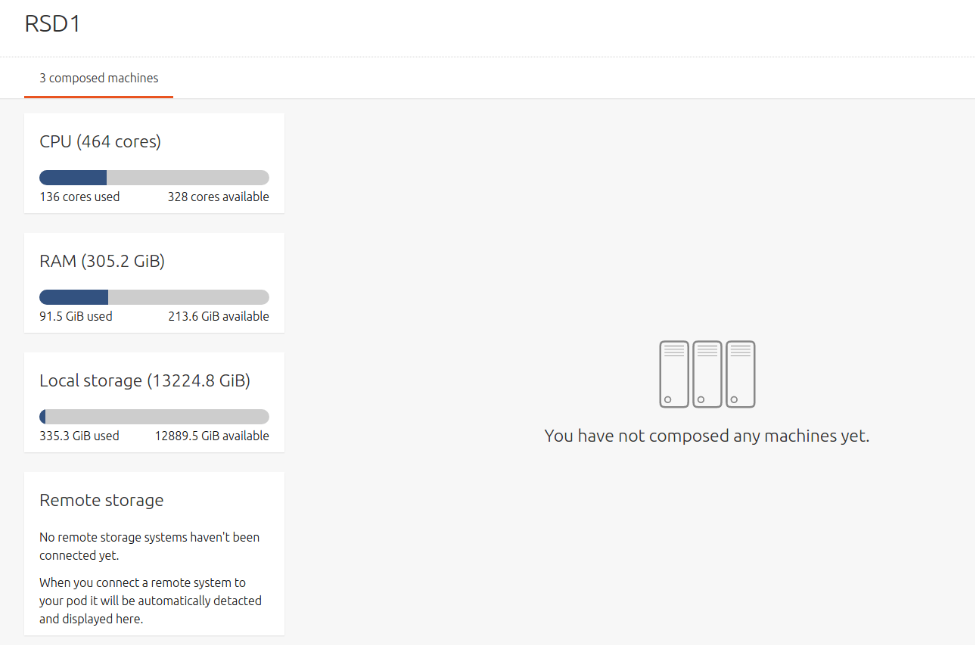 RSD1
3 composed machines
CPU (464 cores)
136 cores used 328 cores available
RAM (305.2 GiB)
91.5 GiB used 213.6 GiB available
Local storage (13224.8 GiB)
335.3 GiB used 12889.5 GiB available
Remote storage
No remote storage systems haven't been
connected yet.
When you connect a remote system to
your pod it will be automatically detacted
and displayed here.
You have not composed any machines yet.